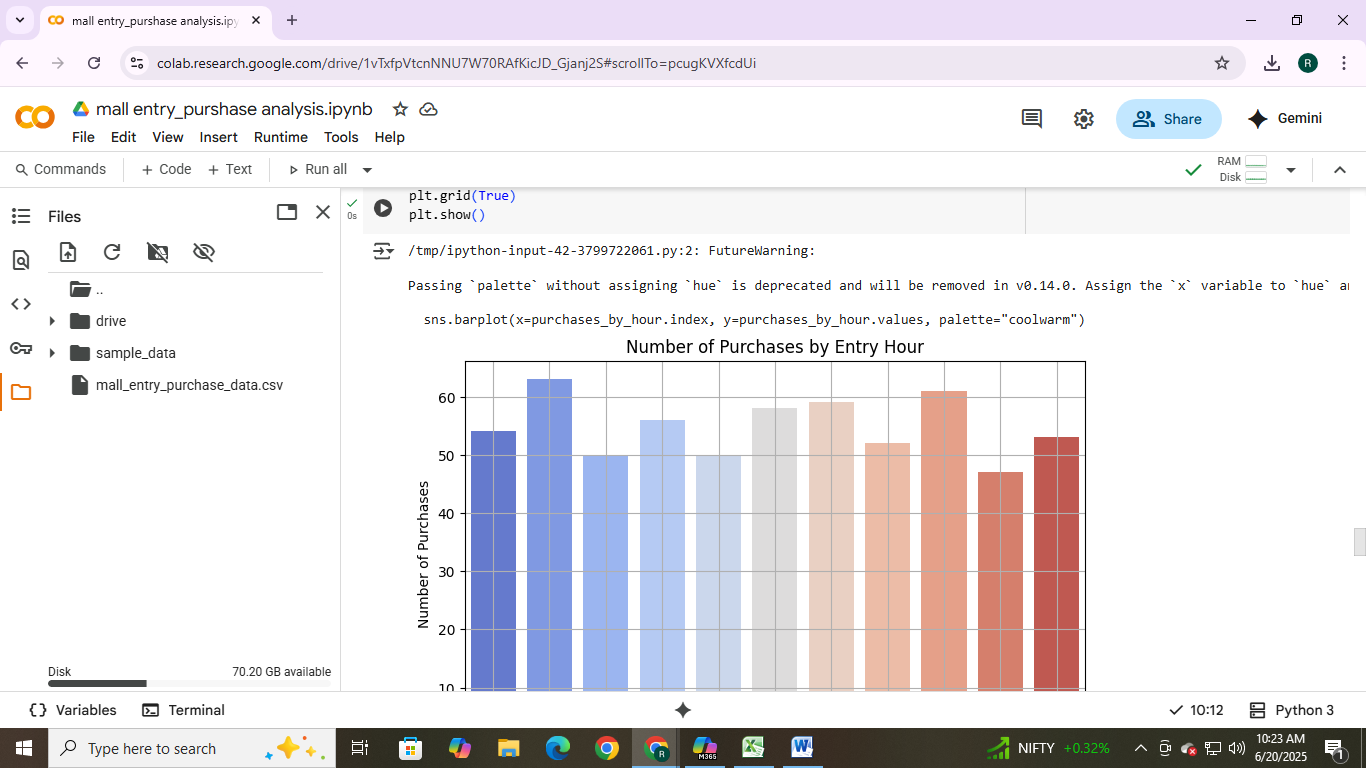 mall entry_purshase analysis.ipy
colab.research.google.com/drive/1vTxfpVtcnNNU7W70RAfKicJD_Gjanj2S#scrollTo=pcugKVXfcdUi
R
mall entry_purshase analysis.ipynb
File Edit View Insert Runtime Tools Help
Share
Gemini
Commands + Code + Text Run all
RAM
Disk
Files
..
drive
sample_data
mall_entry_purchase_data.csv
Disk 70.20 GB available
0s
plt.grid(True)
plt.show()
/tmp/ipython-input-42-3799722061.py:2: FutureWarning:
Passing `palette` without assigning `hue` is deprecated and will be removed in v0.14.0. Assign the `x` variable to `hue` an
sns.barplot(x=purchases_by_hour.index, y=purchases_by_hour.values, palette="coolwarm")
Number of Purchases by Entry Hour
Number of Purchases
60
50
40
30
20
10
Variables Terminal
10:12 Python 3
Type here to search
R
M365
NIFTY +0.32%
10:23 AM
6/20/2025
1